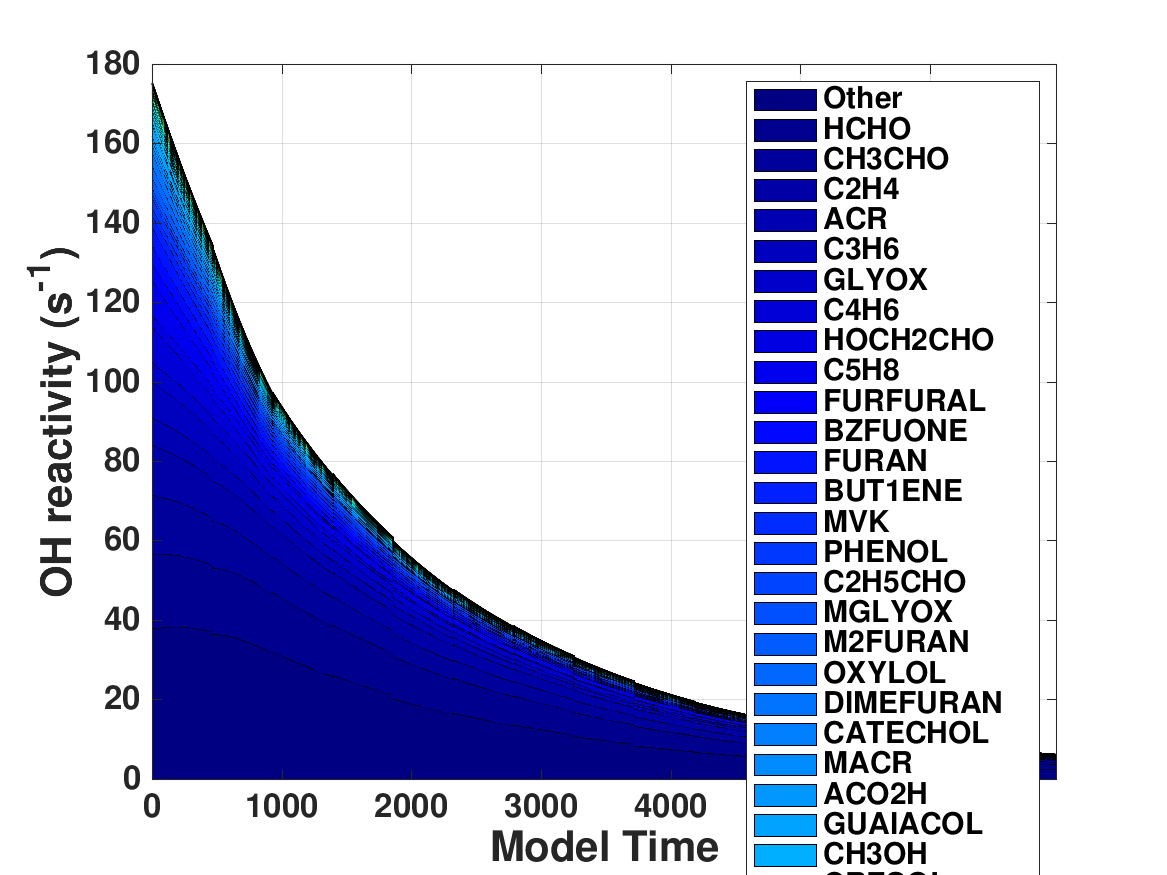 180
160
140
120
100
80
60
40
20
0
0 1000 2000 3000 4000
OH reactivity (s-1)
Model Time
Other
HCHO
CH3CHO
C2H4
ACR
C3H6
GLYOX
C4H6
HOCH2CHO
C5H8
FURFURAL
BZFUONE
FURAN
BUT1ENE
MVK
PHENOL
C2H5CHO
MGLYOX
M2FURAN
OXYLOL
DIMEFURAN
CATECHOL
MACR
ACO2H
GUAIACOL
CH3OH